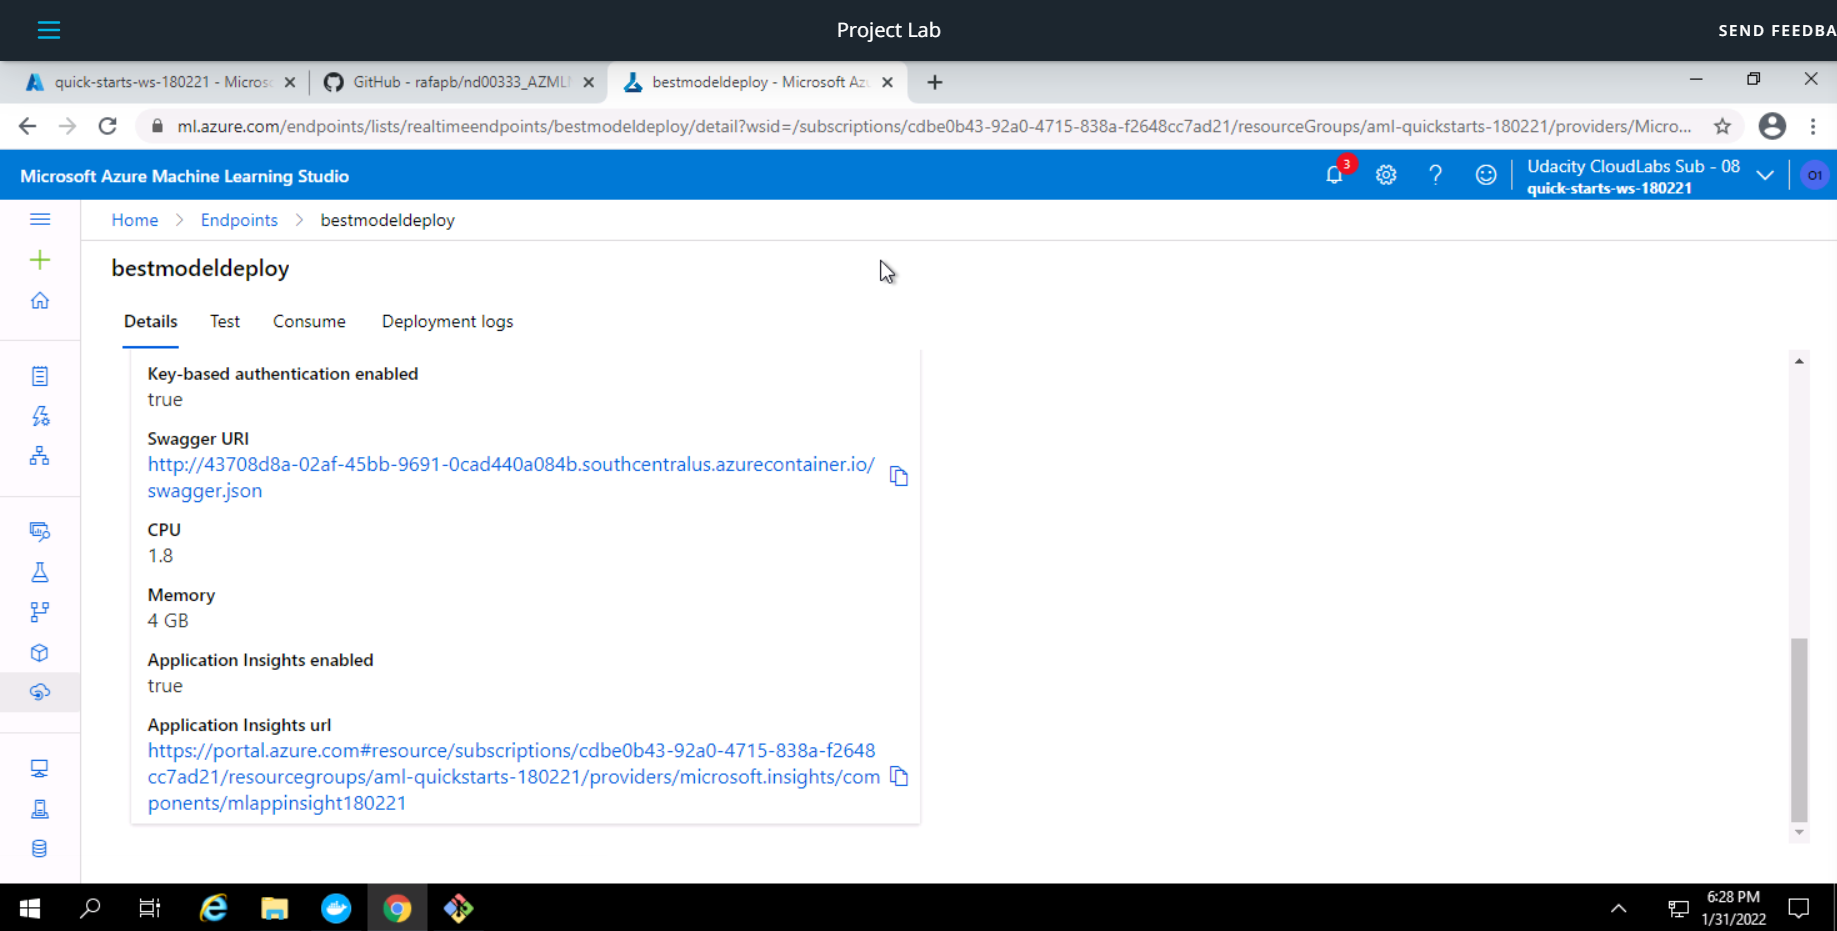 Project Lab
SEND FEEDBA
quick-starts-ws-180221 - Micros
GitHub - rafapb/nd00333_AZML
bestmodeldeploy - Microsoft Az
ml.azure.com/endpoints/lists/realtimeendpoints/bestmodeldeploy/detail?wsid=/subscriptions/cdbe0b43-92a0-4715-838a-f2648cc7ad21/resourceGroups/aml-quickstarts-180221/providers/Micro...
Microsoft Azure Machine Learning Studio
3
Udacity CloudLabs Sub - 08
quick-starts-ws-180221
O1
Home > Endpoints > bestmodeldeploy
bestmodeldeploy
Details Test Consume Deployment logs
Key-based authentication enabled
true
Swagger URI
http://43708d8a-02af-45bb-9691-0cad440a084b.southcentralus.azurecontainer.io/
swagger.json
CPU
1.8
Memory
4 GB
Application Insights enabled
true
Application Insights url
https://portal.azure.com#resource/subscriptions/cdbe0b43-92a0-4715-838a-f2648
cc7ad21/resourcegroups/aml-quickstarts-180221/providers/microsoft.insights/com
ponents/mlappinsight180221
6:28 PM
1/31/2022